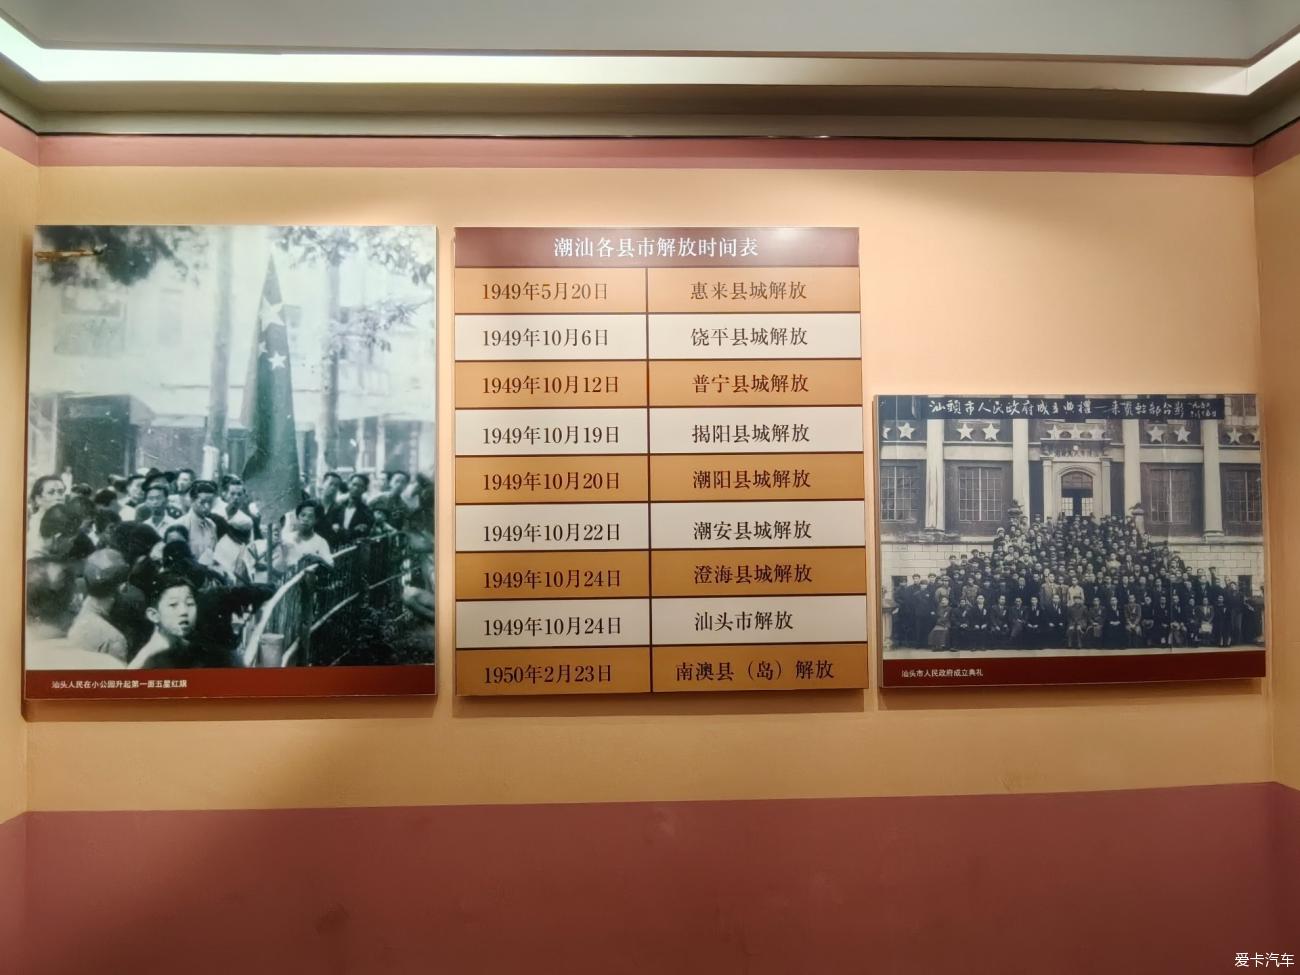 潮汕各县市解放时间表
1949年5月20日 惠来县城解放
1949年10月6日 饶平县城解放
1949年10月12日 普宁县城解放
1949年10月19日 揭阳县城解放
1949年10月20日 潮阳县城解放
1949年10月22日 潮安县城解放
1949年10月24日 澄海县城解放
1949年10月24日 汕头市解放
1950年2月23日 南澳县（岛）解放
汕头人民在小公园升起第一面五星红旗
汕頭市人民政府成立典禮
汕头市人民政府成立典礼
爱卡汽车